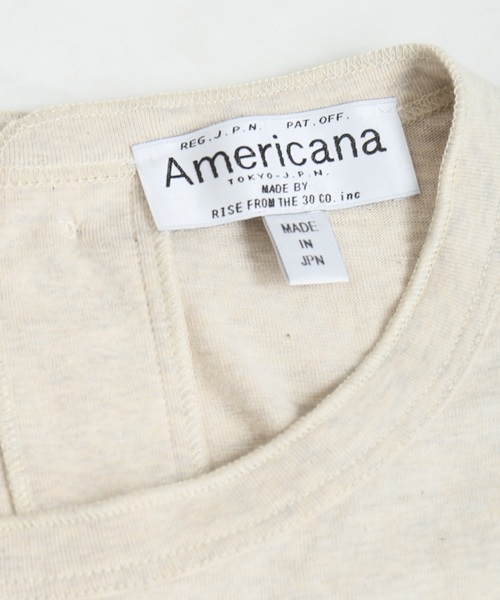 REG.J.P.N. PAT.OFF.
Americana
TOKYO-J.P.N.
MADE BY
RISE FROM THE 30 CO. inc
MADE
IN
JPN